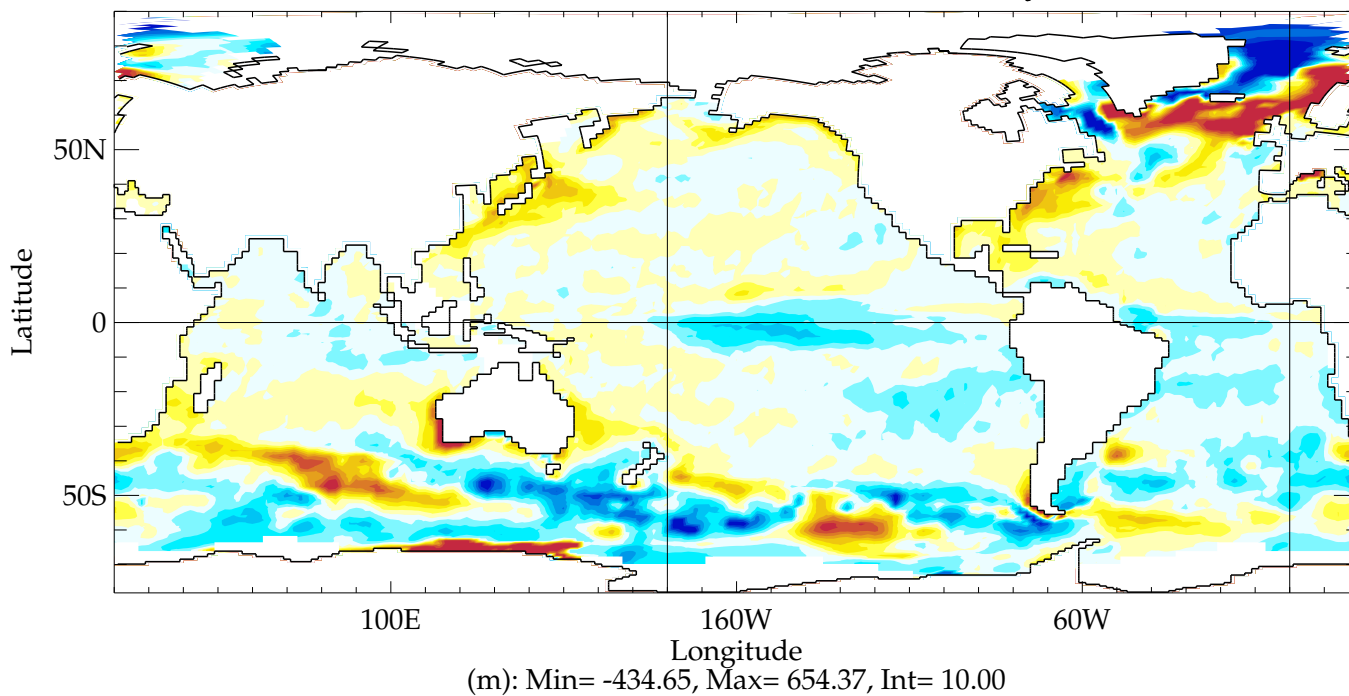 50N
0
50S
Latitude
100E
160W
60W
Longitude
(m): Min= -434.65, Max= 654.37, Int= 10.00